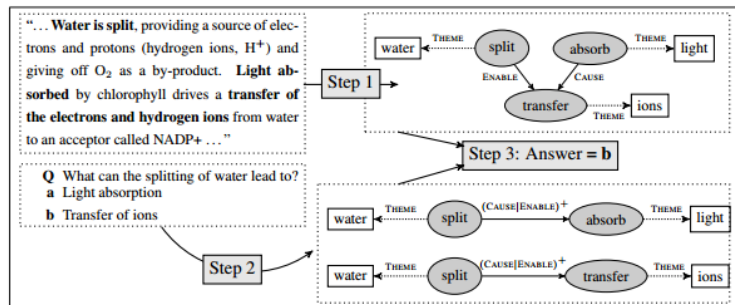 “... Water is split, providing a source of elec-
trons and protons (hydrogen ions, H+) and
giving off O2 as a by-product. Light ab-
sorbed by chlorophyll drives a transfer of
the electrons and hydrogen ions from water
to an acceptor called NADP+ ...”
Q What can the splitting of water lead to?
a Light absorption
b Transfer of ions
Step 1
Step 2
water
THEME
split
absorb
THEME
light
ENABLE
CAUSE
transfer
THEME
ions
Step 3: Answer = b
water
THEME
split
(CAUSE|ENABLE)+
absorb
THEME
light
water
THEME
split
(CAUSE|ENABLE)+
transfer
THEME
ions